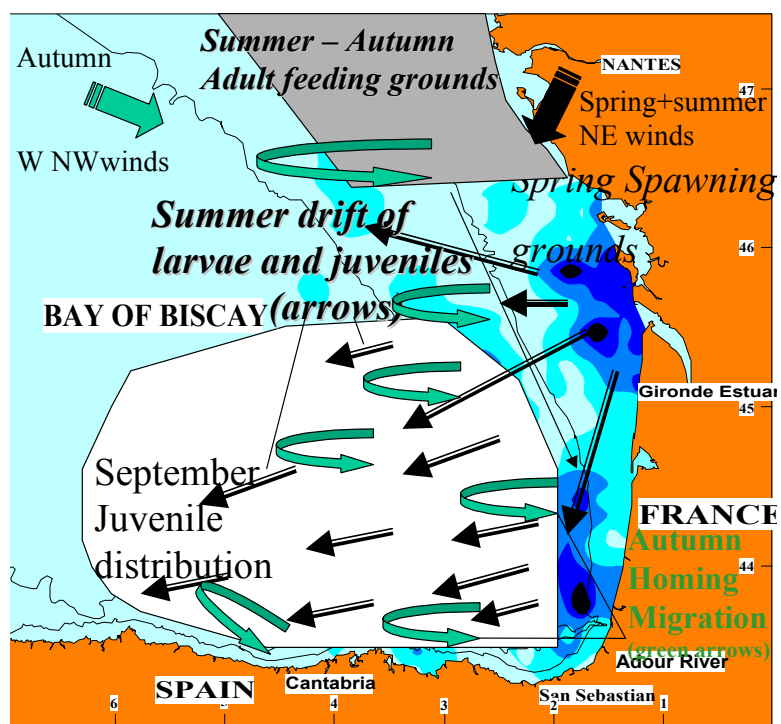 Autumn
W NWwinds
Summer – Autumn
Adult feeding grounds
NANTES
47
Spring+summer
NE winds
Spring Spawning
grounds
46
Summer drift of
larvae and juveniles
(arrows)
BAY OF BISCAY
Gironde Estuar
45
September
Juvenile
distribution
FRANCE
Autumn
Homing
Migration
(green arrows)
44
Adour River
SPAIN
Cantabria
San Sebastian
6
5
4
3
2
1